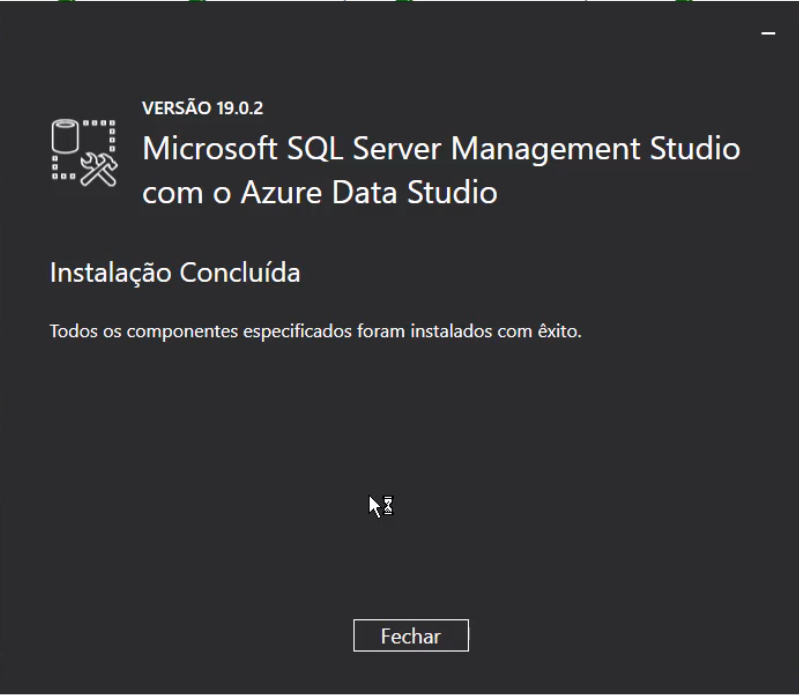 VERSÃO 19.0.2
Microsoft SQL Server Management Studio
com o Azure Data Studio
Instalação Concluída
Todos os componentes especificados foram instalados com êxito.
Fechar